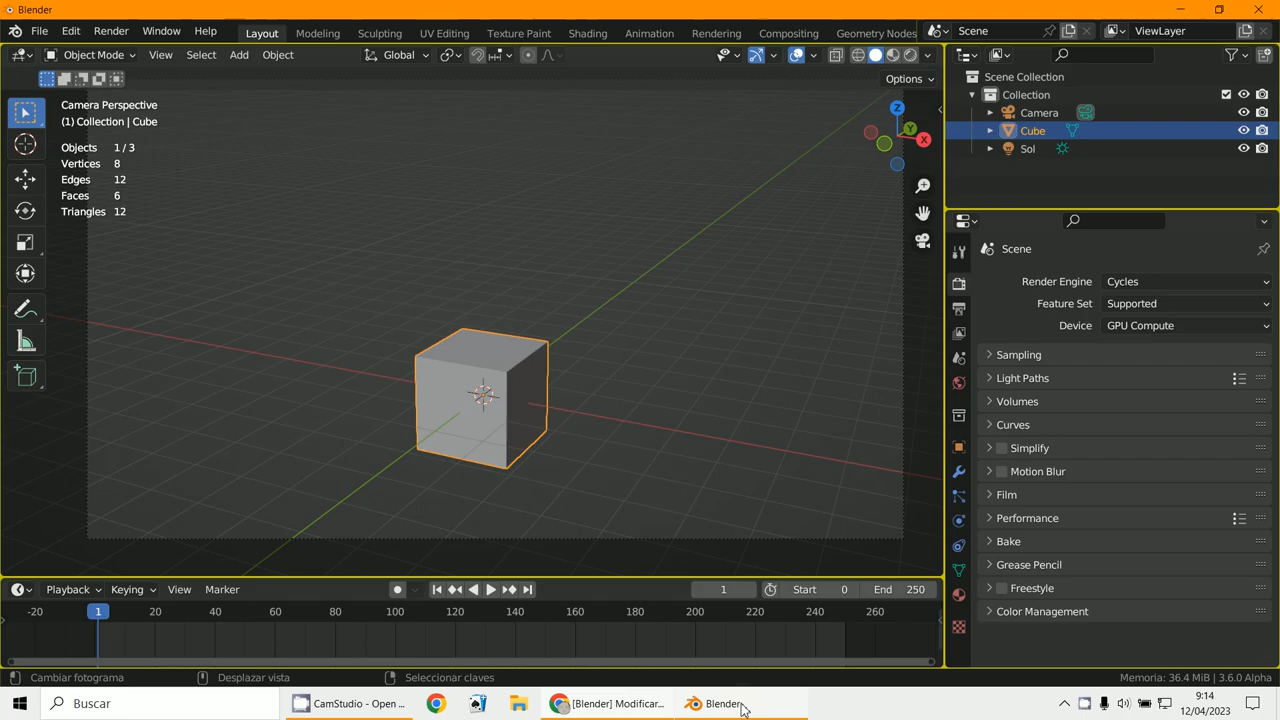 Blender
File Edit Render Window Help Layout Modeling Sculpting UV Editing Texture Paint Shading Animation Rendering Compositing Geometry Nodes Scene ViewLayer
Object Mode View Select Add Object Global
Options
Camera Perspective
(1) Collection | Cube
Objects 1 / 3
Vertices 8
Edges 12
Faces 6
Triangles 12
Z
Y
X
Scene Collection
Collection
Camera
Cube
Sol
Scene
Render Engine Cycles
Feature Set Supported
Device GPU Compute
Sampling
Light Paths
Volumes
Curves
Simplify
Motion Blur
Film
Performance
Bake
Grease Pencil
Freestyle
Color Management
Playback Keying View Marker 1 Start 0 End 250
-20 1 20 40 60 80 100 120 140 160 180 200 220 240 260
Cambiar fotograma Desplazar vista Seleccionar claves Memoria: 36.4 MiB | 3.6.0 Alpha
Buscar CamStudio - Open ... [Blender] Modificar... Blender 9:14
12/04/2023